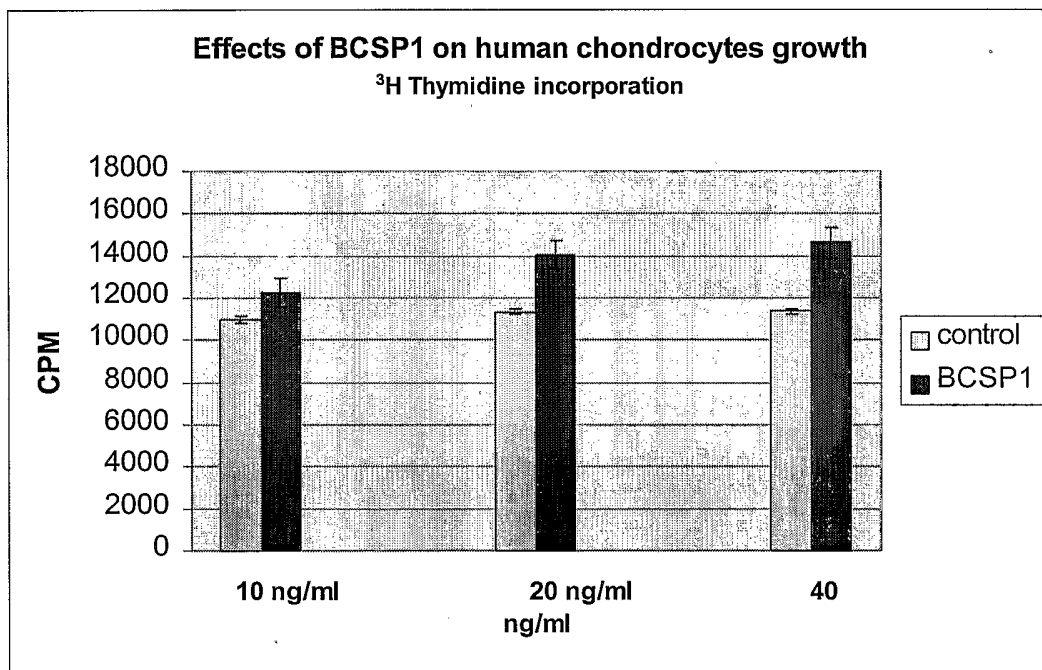 Effects of BCSP1 on human chondrocytes growth
³H Thymidine incorporation
18000
16000
14000
12000
10000
8000
6000
4000
2000
0
CPM
control
BCSP1
10 ng/ml 20 ng/ml 40
ng/ml